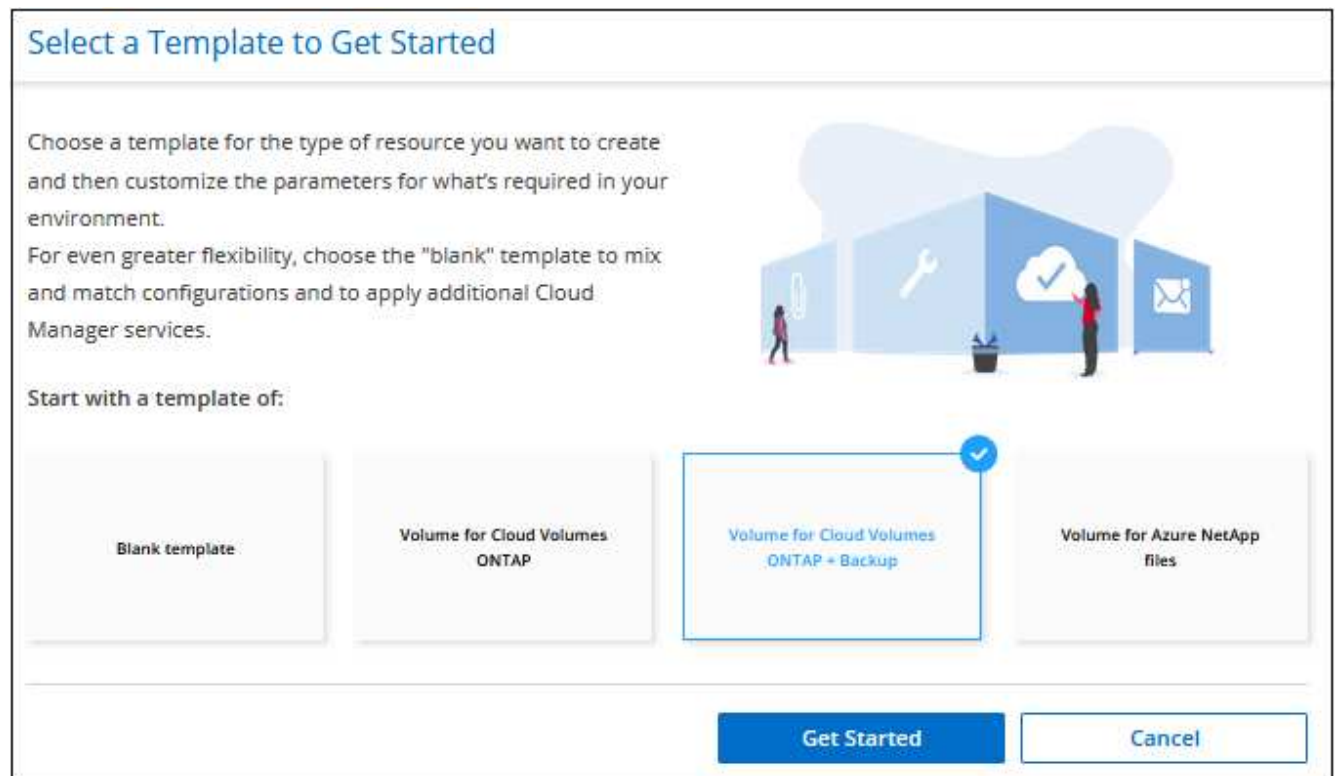 Select a Template to Get Started
Choose a template for the type of resource you want to create
and then customize the parameters for what's required in your
environment.
For even greater flexibility, choose the "blank" template to mix
and match configurations and to apply additional Cloud
Manager services.
Start with a template of:
Blank template
Volume for Cloud Volumes
ONTAP
Volume for Cloud Volumes
ONTAP + Backup
Volume for Azure NetApp
files
Get Started
Cancel